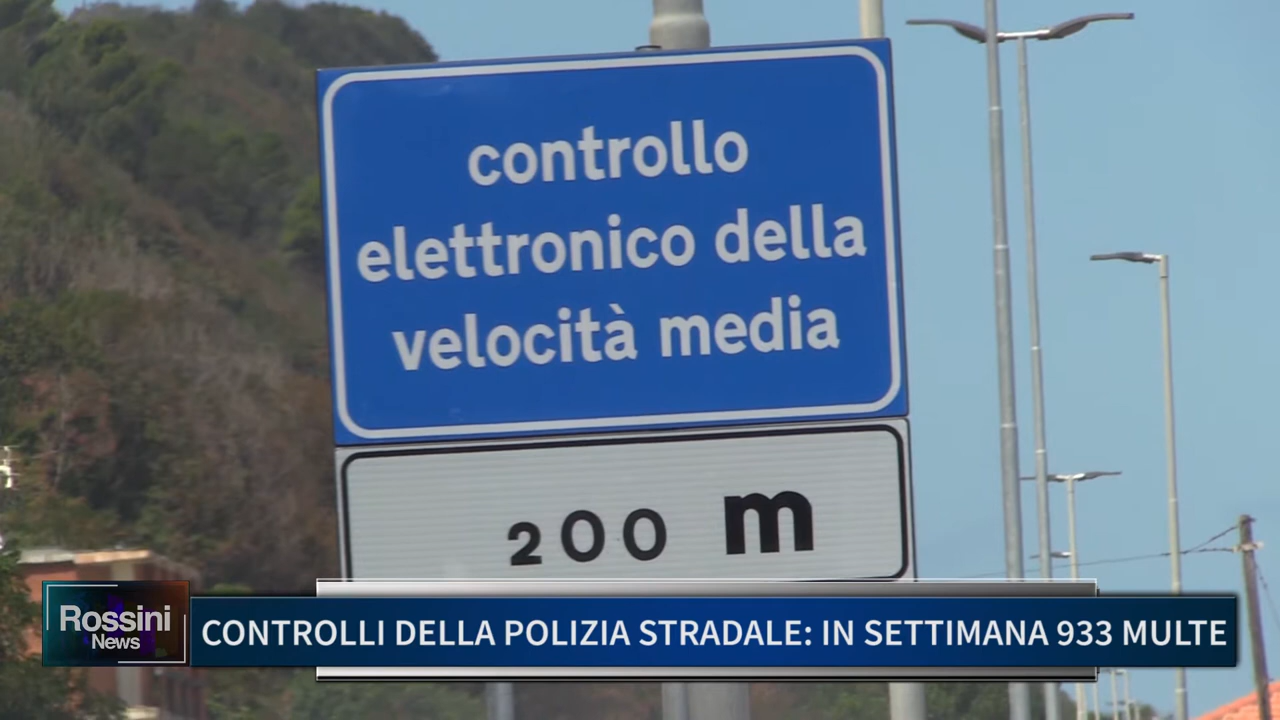 controllo
elettronico della
velocità media
200 m
Rossini
News
CONTROLLI DELLA POLIZIA STRADALE: IN SETTIMANA 933 MULTE